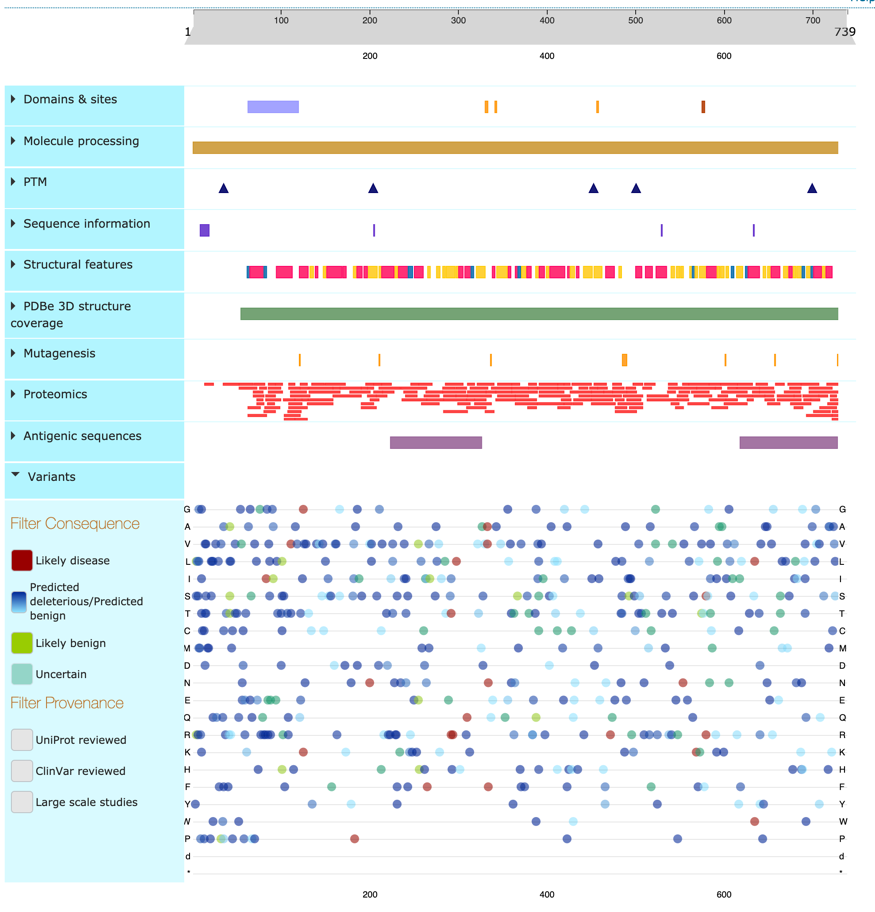 100 200 300 400 500 600 700
1 739
200 400 600
Domains & sites
Molecule processing
PTM
Sequence information
Structural features
PDBe 3D structure
coverage
Mutagenesis
Proteomics
Antigenic sequences
Variants
Filter Consequence
Likely disease
Predicted
deleterious/Predicted
benign
Likely benign
Uncertain
Filter Provenance
UniProt reviewed
ClinVar reviewed
Large scale studies
G G
A A
V V
L L
I I
S S
T T
C C
M M
D D
N N
E E
Q Q
R R
K K
H H
F F
Y Y
W W
P P
d d
* *
200 400 600